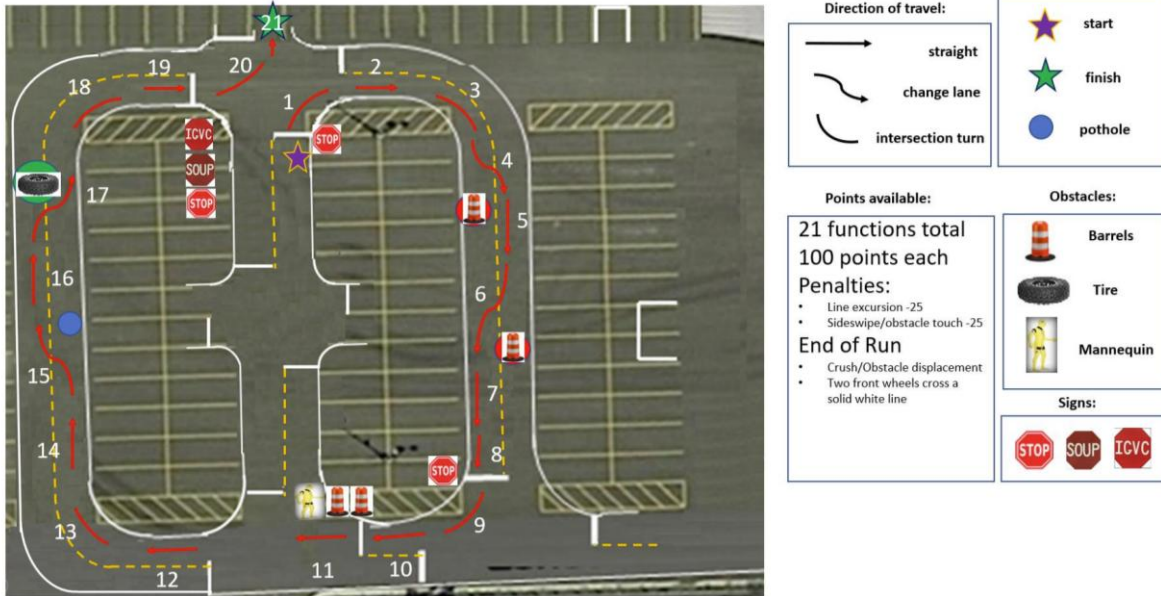 21
20
19
18
1
2
3
STOP
ICVC
SOUP
STOP
4
17
5
16
6
15
7
14
8
STOP
13
9
12
11
10
Direction of travel:
straight
change lane
intersection turn
start
finish
pothole
Points available:
21 functions total
100 points each
Penalties:
• Line excursion -25
• Sideswipe/obstacle touch -25
End of Run
• Crush/Obstacle displacement
• Two front wheels cross a
solid white line
Obstacles:
Barrels
Tire
Mannequin
Signs:
STOP
SOUP
ICVC